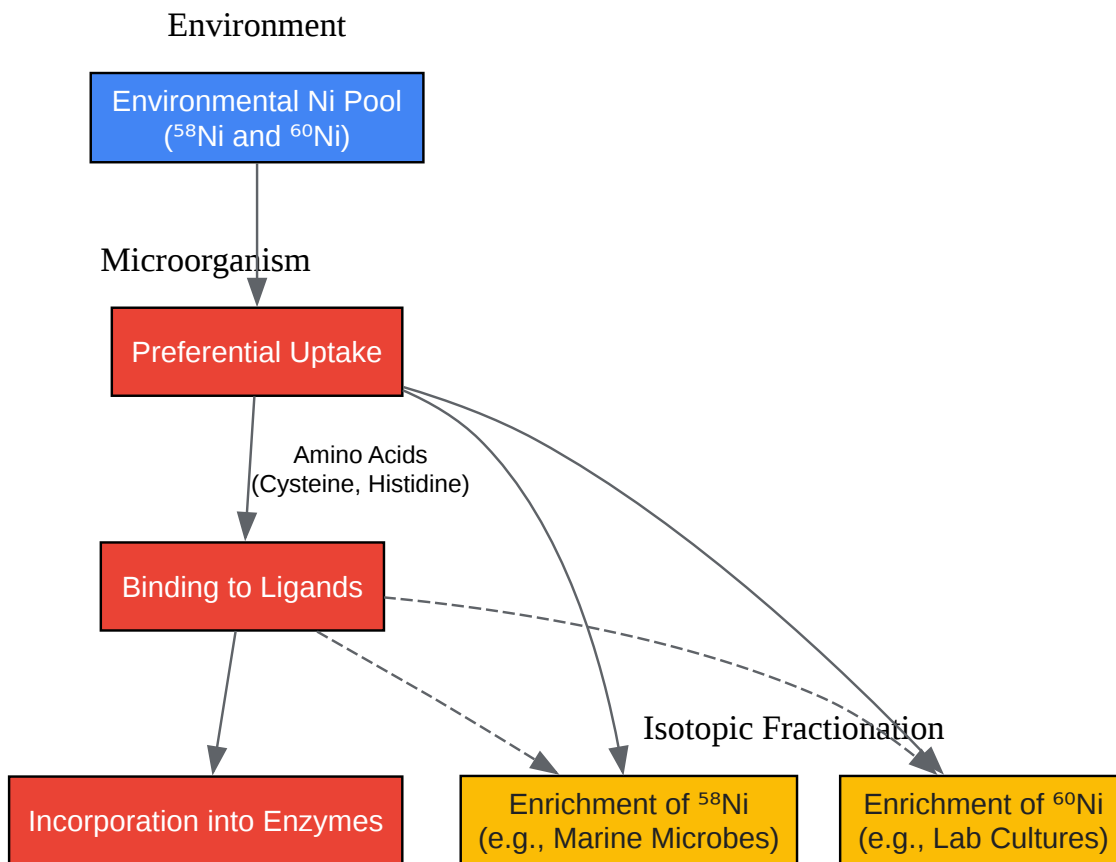 Environment
Environmental Ni Pool
(⁵⁸Ni and ⁶⁰Ni)
Microorganism
Preferential Uptake
Amino Acids
(Cysteine, Histidine)
Binding to Ligands
Isotopic Fractionation
Incorporation into Enzymes
Enrichment of ⁵⁸Ni
(e.g., Marine Microbes)
Enrichment of ⁶⁰Ni
(e.g., Lab Cultures)